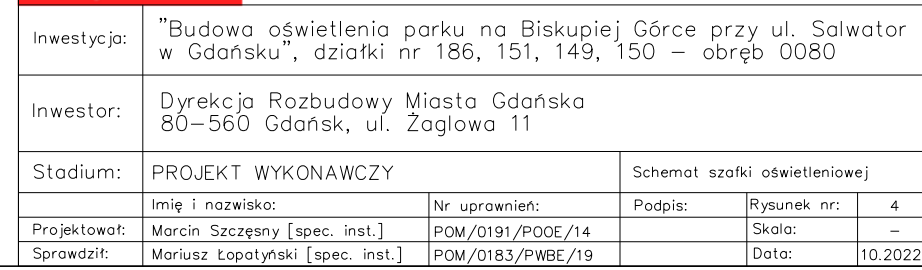 Inwestycja: "Budowa oświetlenia parku na Biskupiej Górce przy ul. Salwator
w Gdańsku", działki nr 186, 151, 149, 150 – obręb 0080
Inwestor: Dyrekcja Rozbudowy Miasta Gdańska
80–560 Gdańsk, ul. Żaglowa 11
Stadium: PROJEKT WYKONAWCZY Schemat szafki oświetleniowej
Imię i nazwisko: Nr uprawnień: Podpis: Rysunek nr: 4
Projektował: Marcin Szczęsny [spec. inst.] POM/0191/POOE/14 Skala: –
Sprawdził: Mariusz Łopatyński [spec. inst.] POM/0183/PWBE/19 Data: 10.2022